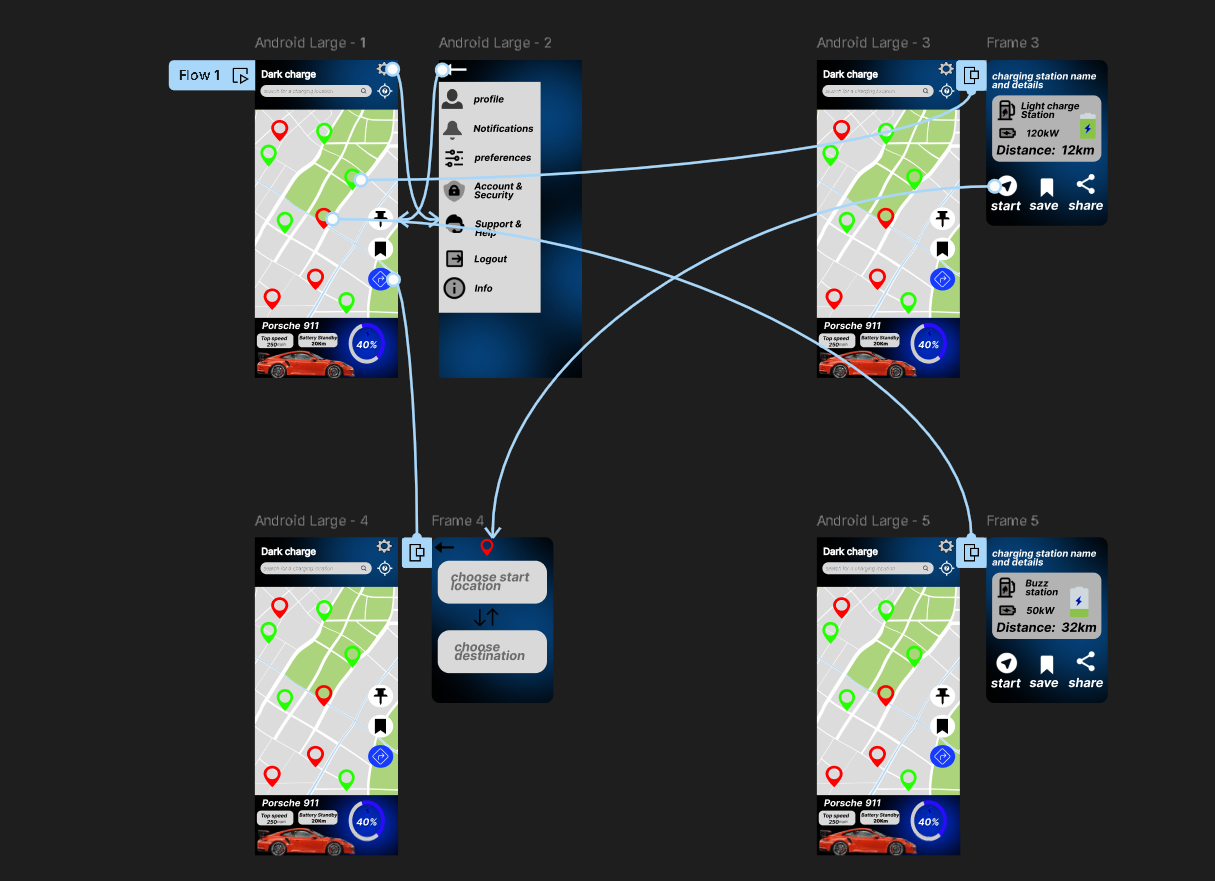 Android Large - 1
Android Large - 2
Android Large - 3
Frame 3
Flow 1
Dark charge
search for a charging location
Porsche 911
Top speed
250km/h
Battery Standby
20Km
40%
profile
Notifications
preferences
Account &
Security
Support &
Help
Logout
Info
Dark charge
search for a charging location
Porsche 911
Top speed
250km/h
Battery Standby
20Km
40%
charging station name
and details
Light charge
Station
120kW
Distance: 12km
start save share
Android Large - 4
Frame 4
Android Large - 5
Frame 5
Dark charge
search for a charging location
Porsche 911
Top speed
250km/h
Battery Standby
20Km
40%
choose start
location
choose
destination
Dark charge
search for a charging location
Porsche 911
Top speed
250km/h
Battery Standby
20Km
40%
charging station name
and details
Buzz
station
50kW
Distance: 32km
start save share